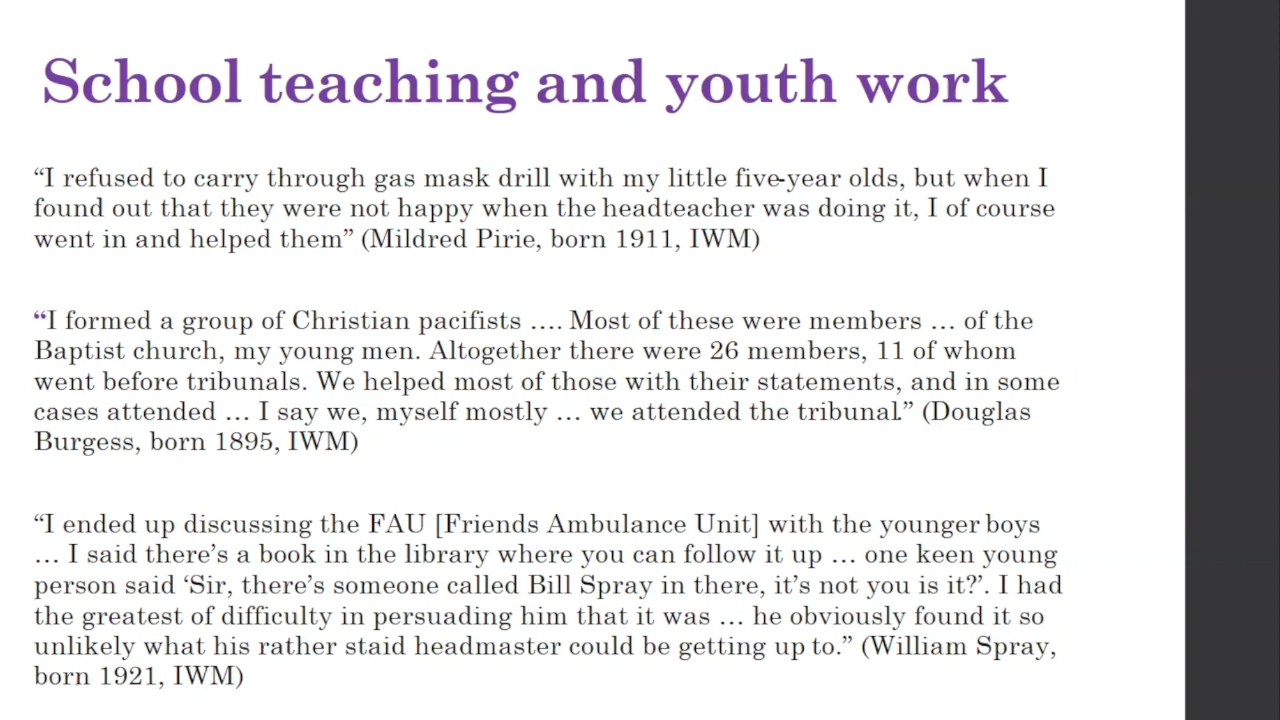 School teaching and youth work
“I refused to carry through gas mask drill with my little five-year olds, but when I
found out that they were not happy when the headteacher was doing it, I of course
went in and helped them” (Mildred Pirie, born 1911, IWM)
“I formed a group of Christian pacifists .... Most of these were members ... of the
Baptist church, my young men. Altogether there were 26 members, 11 of whom
went before tribunals. We helped most of those with their statements, and in some
cases attended ... I say we, myself mostly ... we attended the tribunal.” (Douglas
Burgess, born 1895, IWM)
“I ended up discussing the FAU [Friends Ambulance Unit] with the younger boys
... I said there’s a book in the library where you can follow it up ... one keen young
person said ‘Sir, there’s someone called Bill Spray in there, it’s not you is it?’. I had
the greatest of difficulty in persuading him that it was ... he obviously found it so
unlikely what his rather staid headmaster could be getting up to.” (William Spray,
born 1921, IWM)